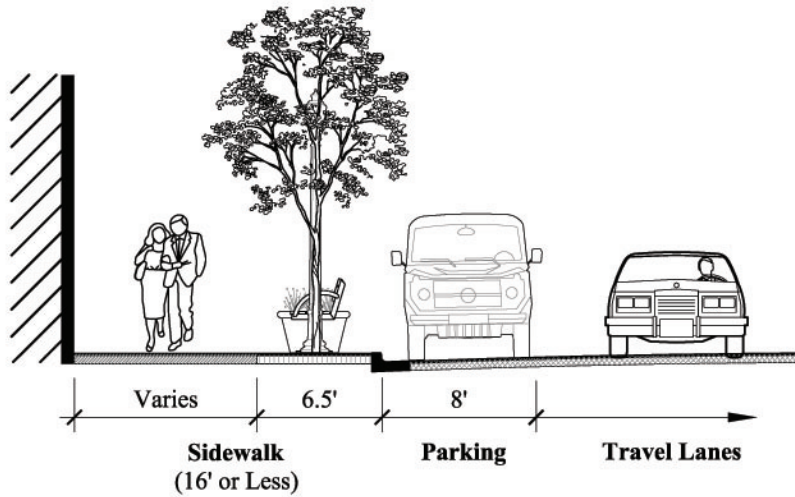 Varies
6.5'
8'
Sidewalk
(16' or Less)
Parking
Travel Lanes